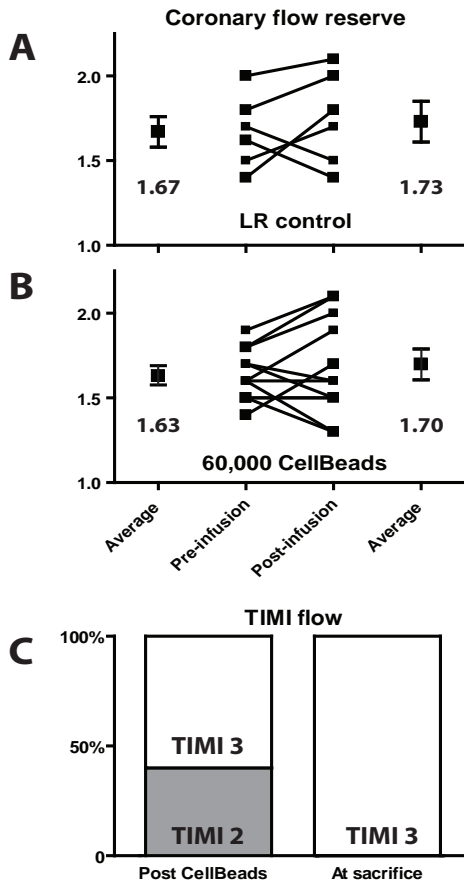 Coronary flow reserve
A
2.0
1.5
1.0
1.67
1.73
LR control
B
2.0
1.5
1.0
1.63
1.70
60,000 CellBeads
Average
Pre-infusion
Post-infusion
Average
TIMI flow
C
100%
50%
0
TIMI 3
TIMI 2
TIMI 3
Post CellBeads
At sacrifice